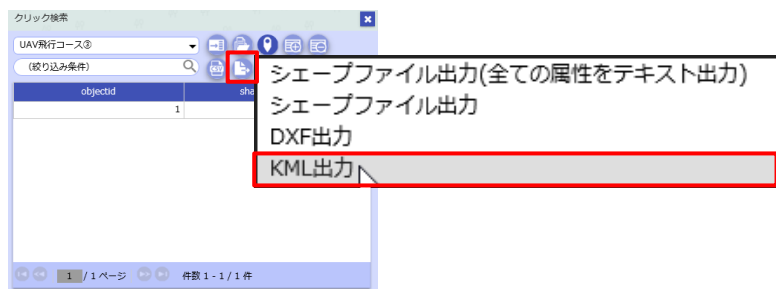 クリック検索
UAV飛行コース②
(絞り込み条件)
CSV
objectid
sha
1
シェープファイル出力(全ての属性をテキスト出力)
シェープファイル出力
DXF出力
KML出力
1 / 1 ページ 件数 1 - 1 / 1 件